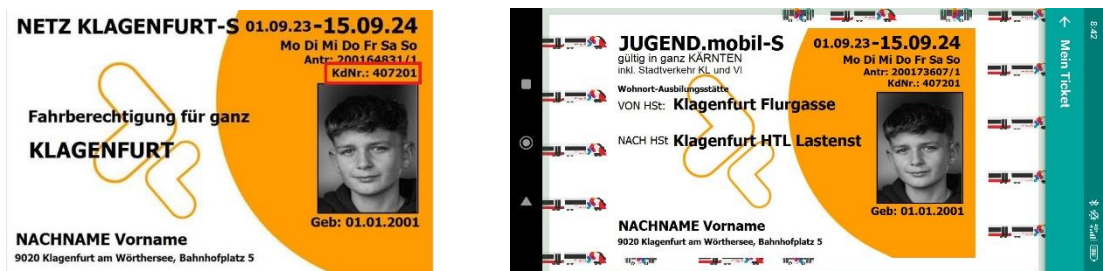 NETZ KLAGENFURT-S 01.09.23-15.09.24
Mo Di Mi Do Fr Sa So
Antr: 200164831/1
KdNr.: 407201
Fahrberechtigung für ganz
KLAGENFURT
Geb: 01.01.2001
NACHNAME Vorname
9020 Klagenfurt am Wörthersee, Bahnhofplatz 5
JUGEND.mobil-S 01.09.23-15.09.24
gültig in ganz KÄRNTEN
Mo Di Mi Do Fr Sa So
inkl. Stadtverkehr KL und VI
Antr: 200173607/1
KdNr.: 407201
Wohnort-Ausbilungsstätte
VON HSt: Klagenfurt Flurgasse
NACH HSt Klagenfurt HTL Lastenst
Geb: 01.01.2001
NACHNAME Vorname
9020 Klagenfurt am Wörthersee, Bahnhofplatz 5
← Mein Ticket
8:42